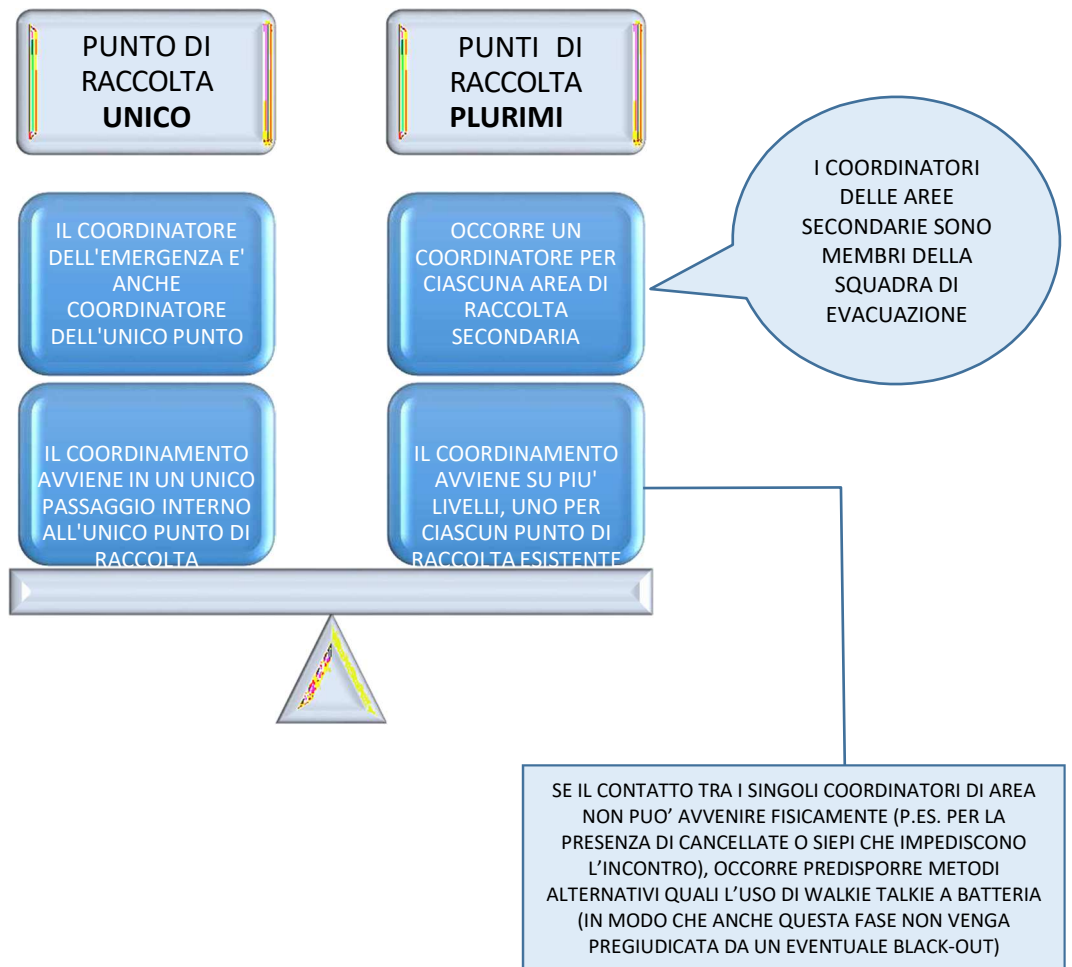 PUNTO DI
RACCOLTA
UNICO
PUNTI DI
RACCOLTA
PLURIMI
IL COORDINATORE
DELL'EMERGENZA E'
ANCHE
COORDINATORE
DELL'UNICO PUNTO
OCCORRE UN
COORDINATORE PER
CIASCUNA AREA DI
RACCOLTA
SECONDARIA
I COORDINATORI
DELLE AREE
SECONDARIE SONO
MEMBRI DELLA
SQUADRA DI
EVACUAZIONE
IL COORDINAMENTO
AVVIENE IN UN UNICO
PASSAGGIO INTERNO
ALL'UNICO PUNTO DI
RACCOLTA
IL COORDINAMENTO
AVVIENE SU PIU'
LIVELLI, UNO PER
CIASCUN PUNTO DI
RACCOLTA ESISTENTE
SE IL CONTATTO TRA I SINGOLI COORDINATORI DI AREA
NON PUO’ AVVENIRE FISICAMENTE (P.ES. PER LA
PRESENZA DI CANCELLATE O SIEPI CHE IMPEDISCONO
L’INCONTRO), OCCORRE PREDISPORRE METODI
ALTERNATIVI QUALI L’USO DI WALKIE TALKIE A BATTERIA
(IN MODO CHE ANCHE QUESTA FASE NON VENGA
PREGIUDICATA DA UN EVENTUALE BLACK-OUT)